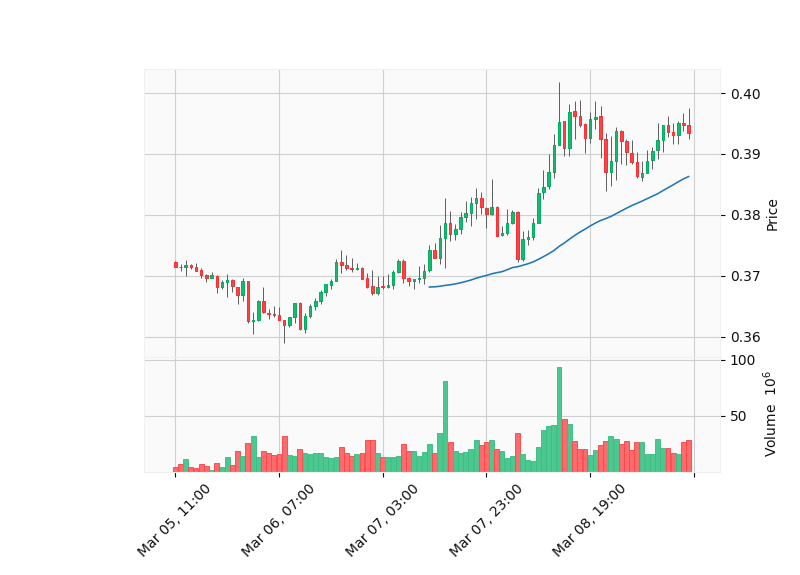 0.40
0.39
0.38
0.37
0.36
Price
100
50
Volume 10^6
Mar 05, 11:00
Mar 06, 07:00
Mar 07, 03:00
Mar 07, 23:00
Mar 08, 19:00